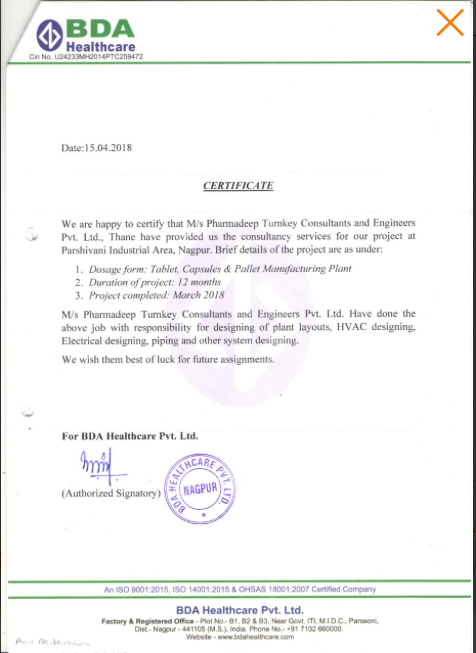 BDA
Healthcare
Cin No. U24233MH2014PTC259472
Date:15.04.2018
CERTIFICATE
We are happy to certify that M/s Pharmadeep Turnkey Consultants and Engineers
Pvt. Ltd., Thane have provided us the consultancy services for our project at
Parshivani Industrial Area, Nagpur. Brief details of the project are as under:
1. Dosage form: Tablet, Capsules & Pallet Manufacturing Plant
2. Duration of project: 12 months
3. Project completed: March 2018
M/s Pharmadeep Turnkey Consultants and Engineers Pvt. Ltd. Have done the
above job with responsibility for designing of plant layouts, HVAC designing,
Electrical designing, piping and other system designing.
We wish them best of luck for future assignments.
For BDA Healthcare Pvt. Ltd.
(Authorized Signatory)
BDA HEALTHCARE PVT. LTD.
NAGPUR
An ISO 9001:2015, ISO 14001:2015 & OHSAS 18001:2007 Certified Company
BDA Healthcare Pvt. Ltd.
Factory & Registered Office - Plot No.- B1, B2 & B3, Near Govt. ITI, M.I.D.C., Parseoni,
Dist.- Nagpur - 441105 (M.S.), India. Phone No.- +91 7102 660000.
Website - www.bdahealthcare.com